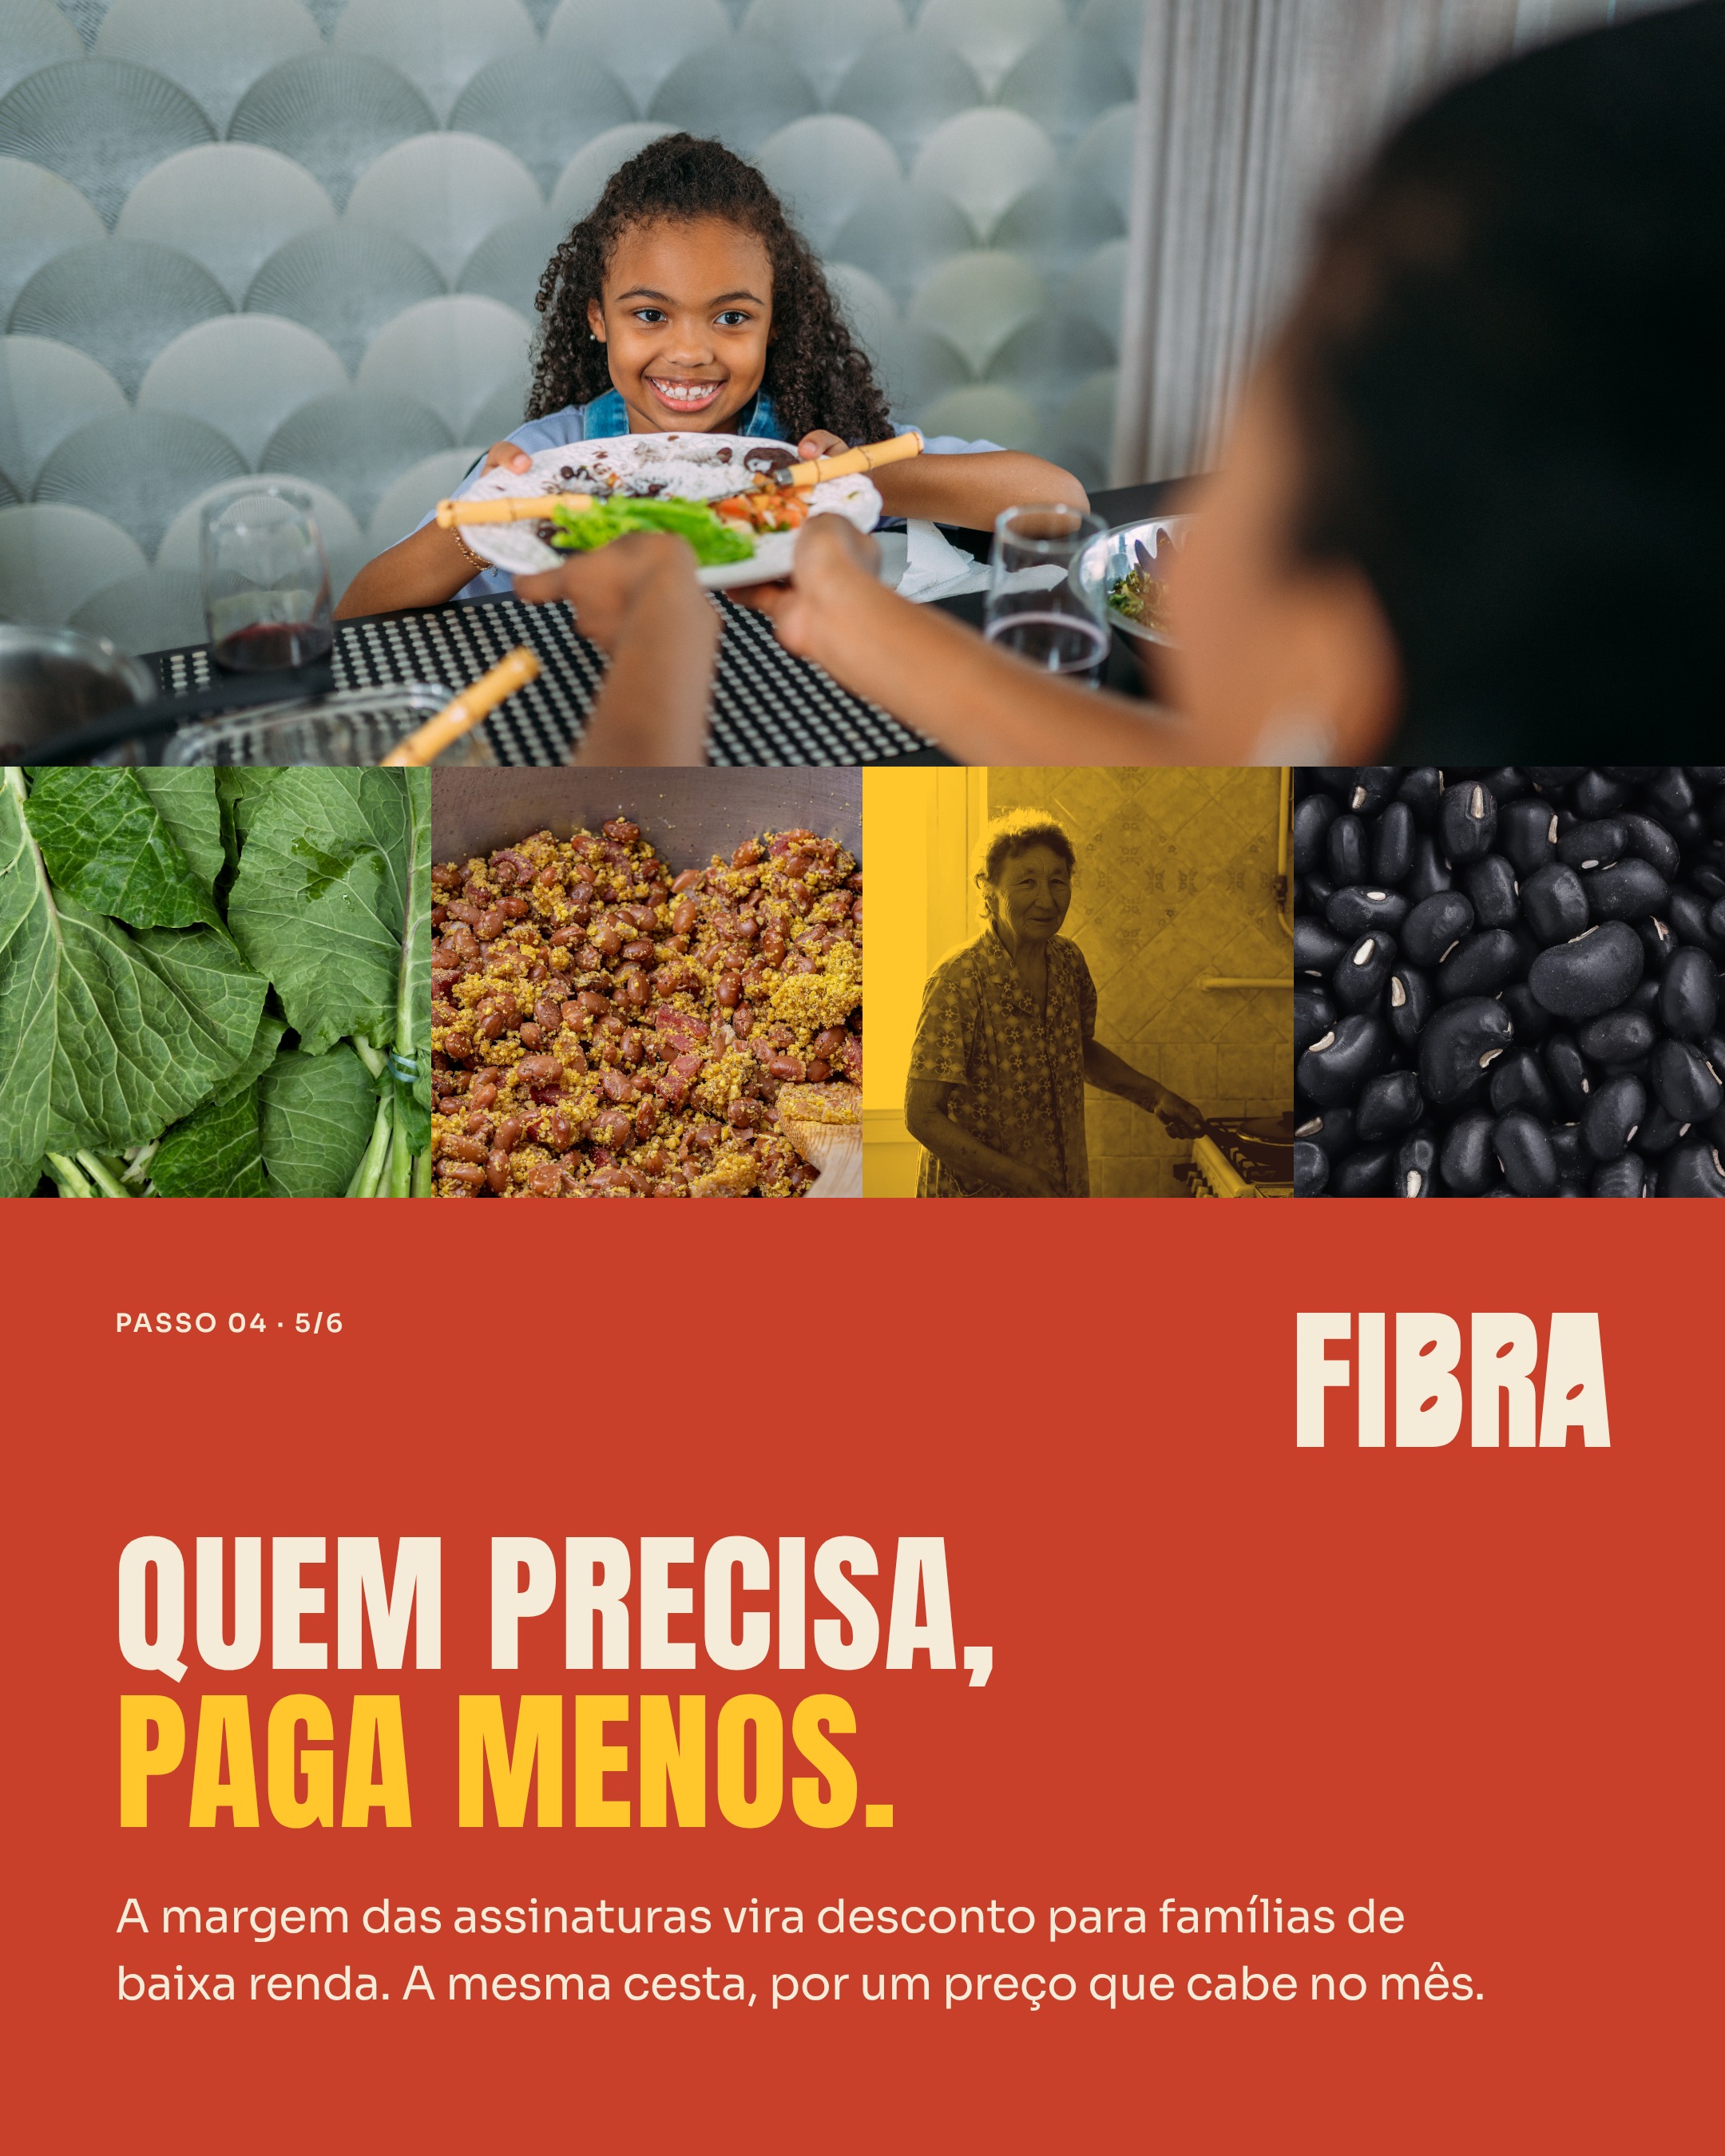 PASSO 04 · 5/6
FIBRA
QUEM PRECISA,
PAGA MENOS.
A margem das assinaturas vira desconto para famílias de
baixa renda. A mesma cesta, por um preço que cabe no mês.